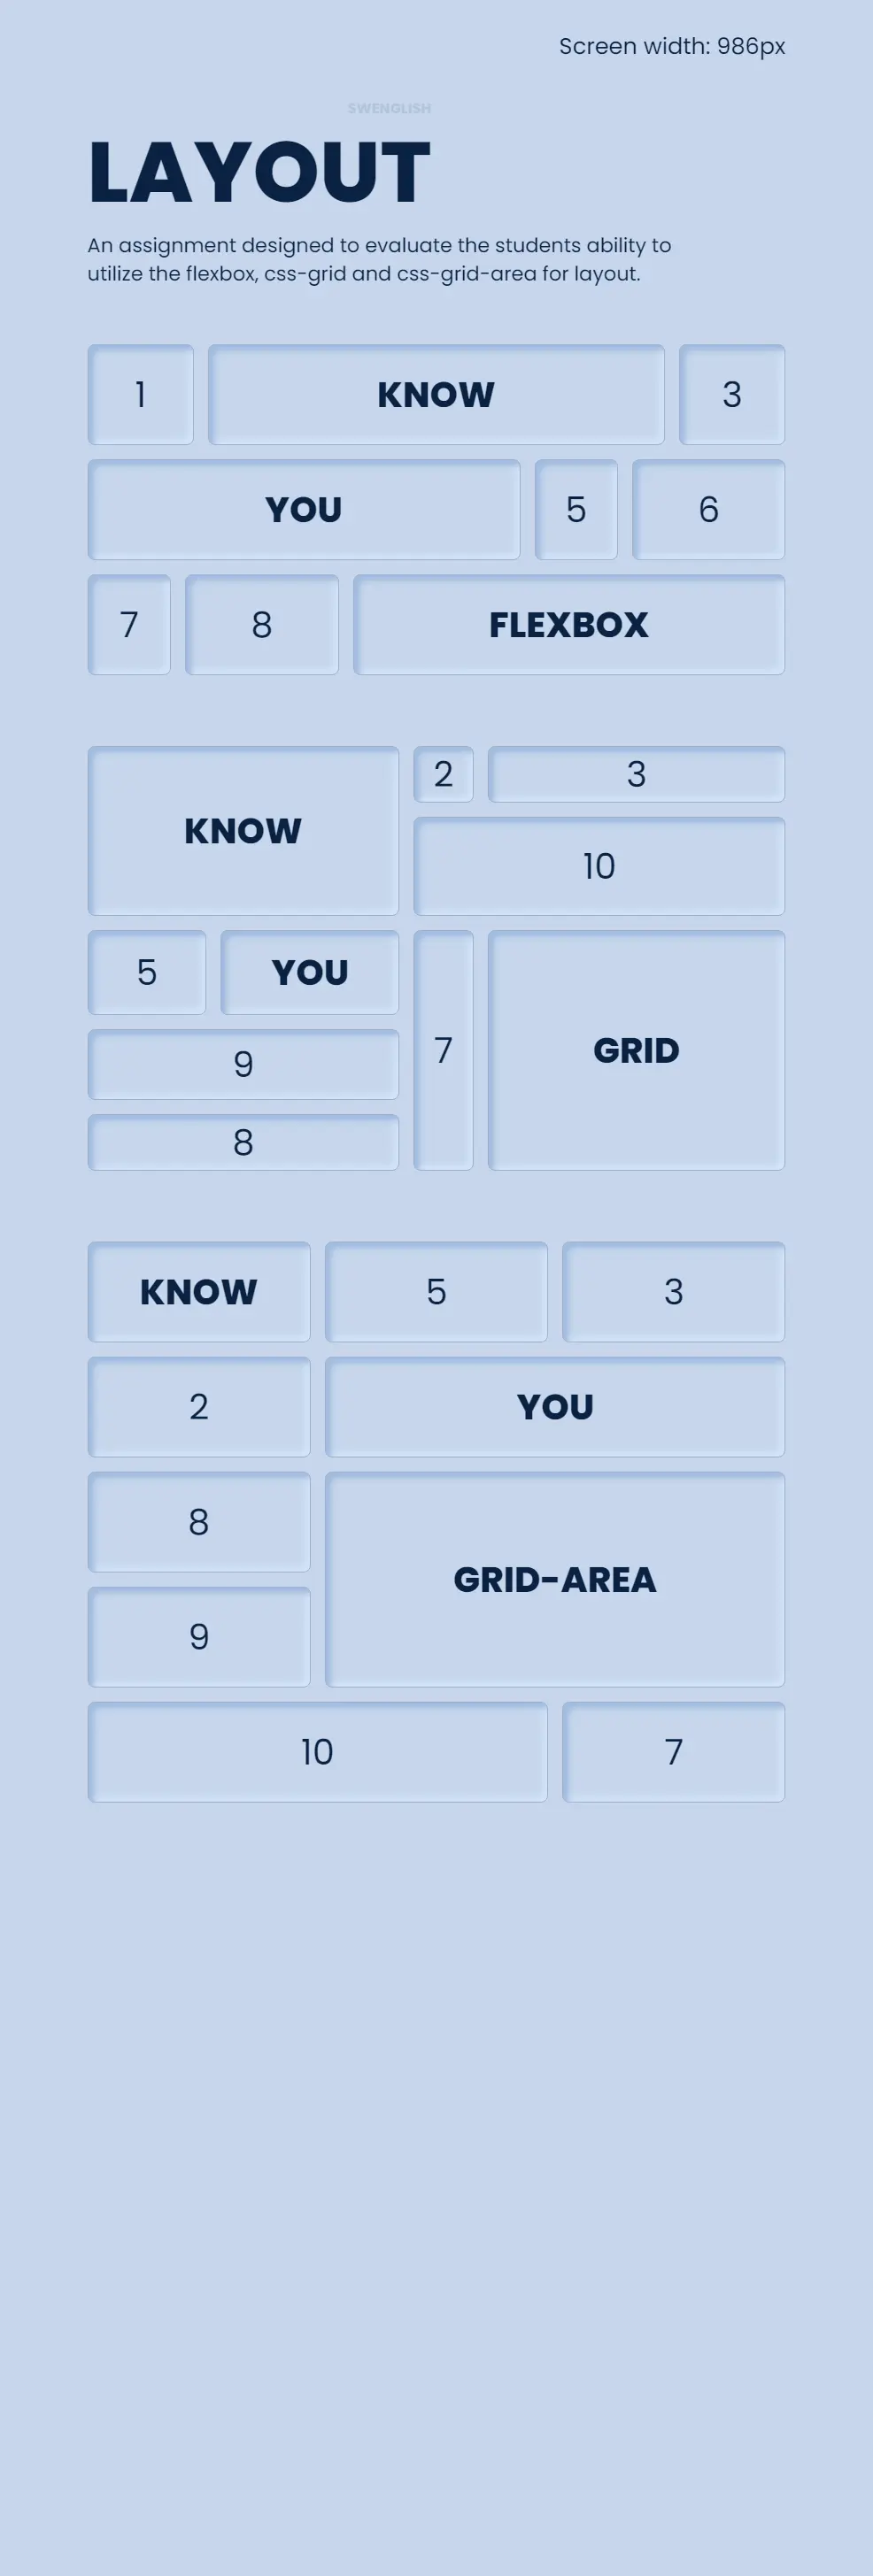 Screen width: 986px
SWENGLISH
LAYOUT
An assignment designed to evaluate the students ability to
utilize the flexbox, css-grid and css-grid-area for layout.
1 KNOW 3
YOU 5 6
7 8 FLEXBOX
KNOW 2 3
10
5 YOU 7 GRID
9
8
KNOW 5 3
2 YOU
8 GRID-AREA
9
10 7